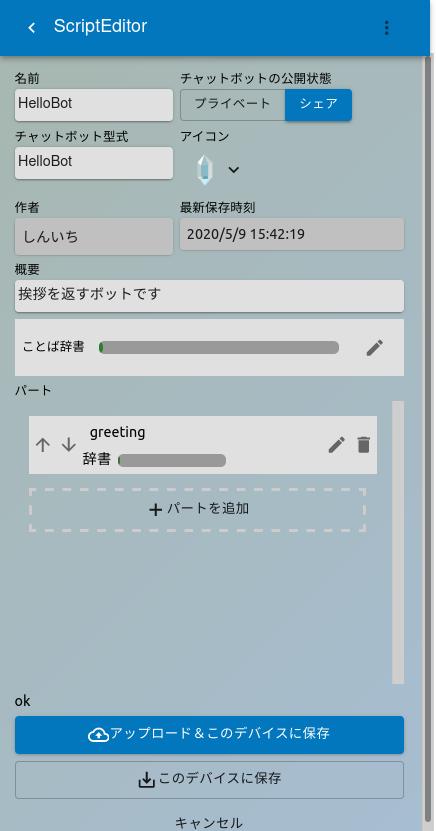 ScriptEditor
名前
チャットボットの公開状態
HelloBot
プライベート
シェア
チャットボット型式
アイコン
HelloBot
作者
最新保存時刻
しんいち
2020/5/9 15:42:19
概要
挨拶を返すボットです
ことば辞書
パート
greeting
辞書
パートを追加
ok
アップロード＆このデバイスに保存
このデバイスに保存
キャンセル